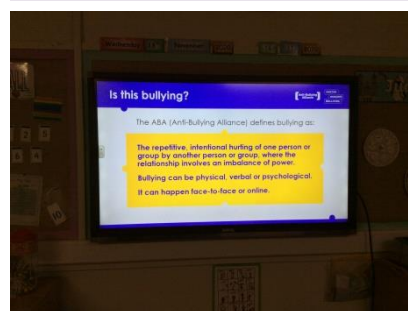 Is this bullying?
The ABA (Anti-Bullying Alliance) defines bullying as:
The repetitive, intentional hurting of one person or
group by another person or group, where the
relationship involves an imbalance of power.
Bullying can be physical, verbal or psychological.
It can happen face-to-face or online.
10